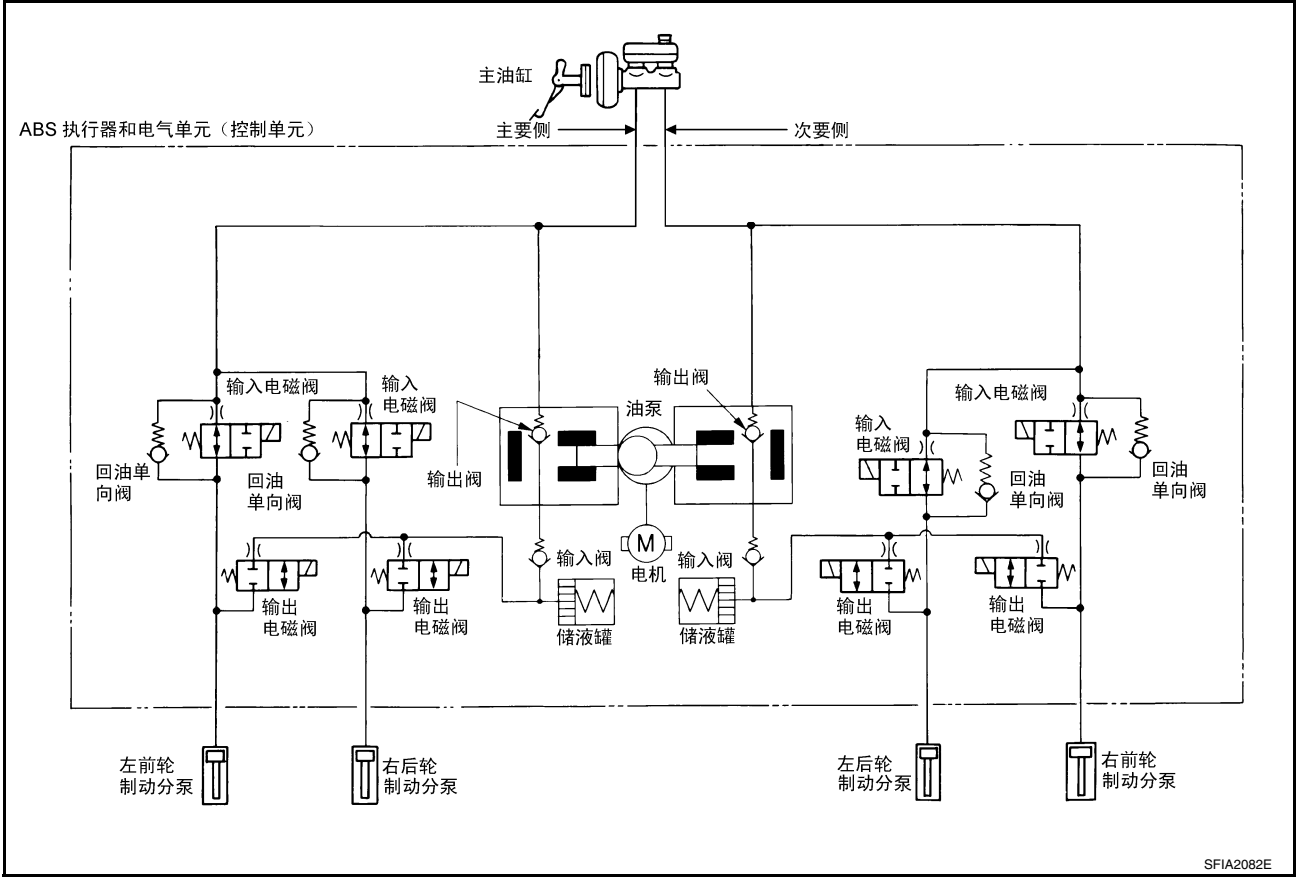 主油缸
ABS 执行器和电气单元（控制单元）
主要侧
次要侧
输入电磁阀
输入
电磁阀
输出阀
油泵
输入电磁阀
输入
电磁阀
回油单
向阀
回油
单向阀
输出阀
回油
单向阀
回油
单向阀
M
电机
输入阀
输入阀
输出
电磁阀
输出
电磁阀
储液罐
储液罐
输出
电磁阀
输出
电磁阀
左前轮
制动分泵
右后轮
制动分泵
左后轮
制动分泵
右前轮
制动分泵
SFIA2082E